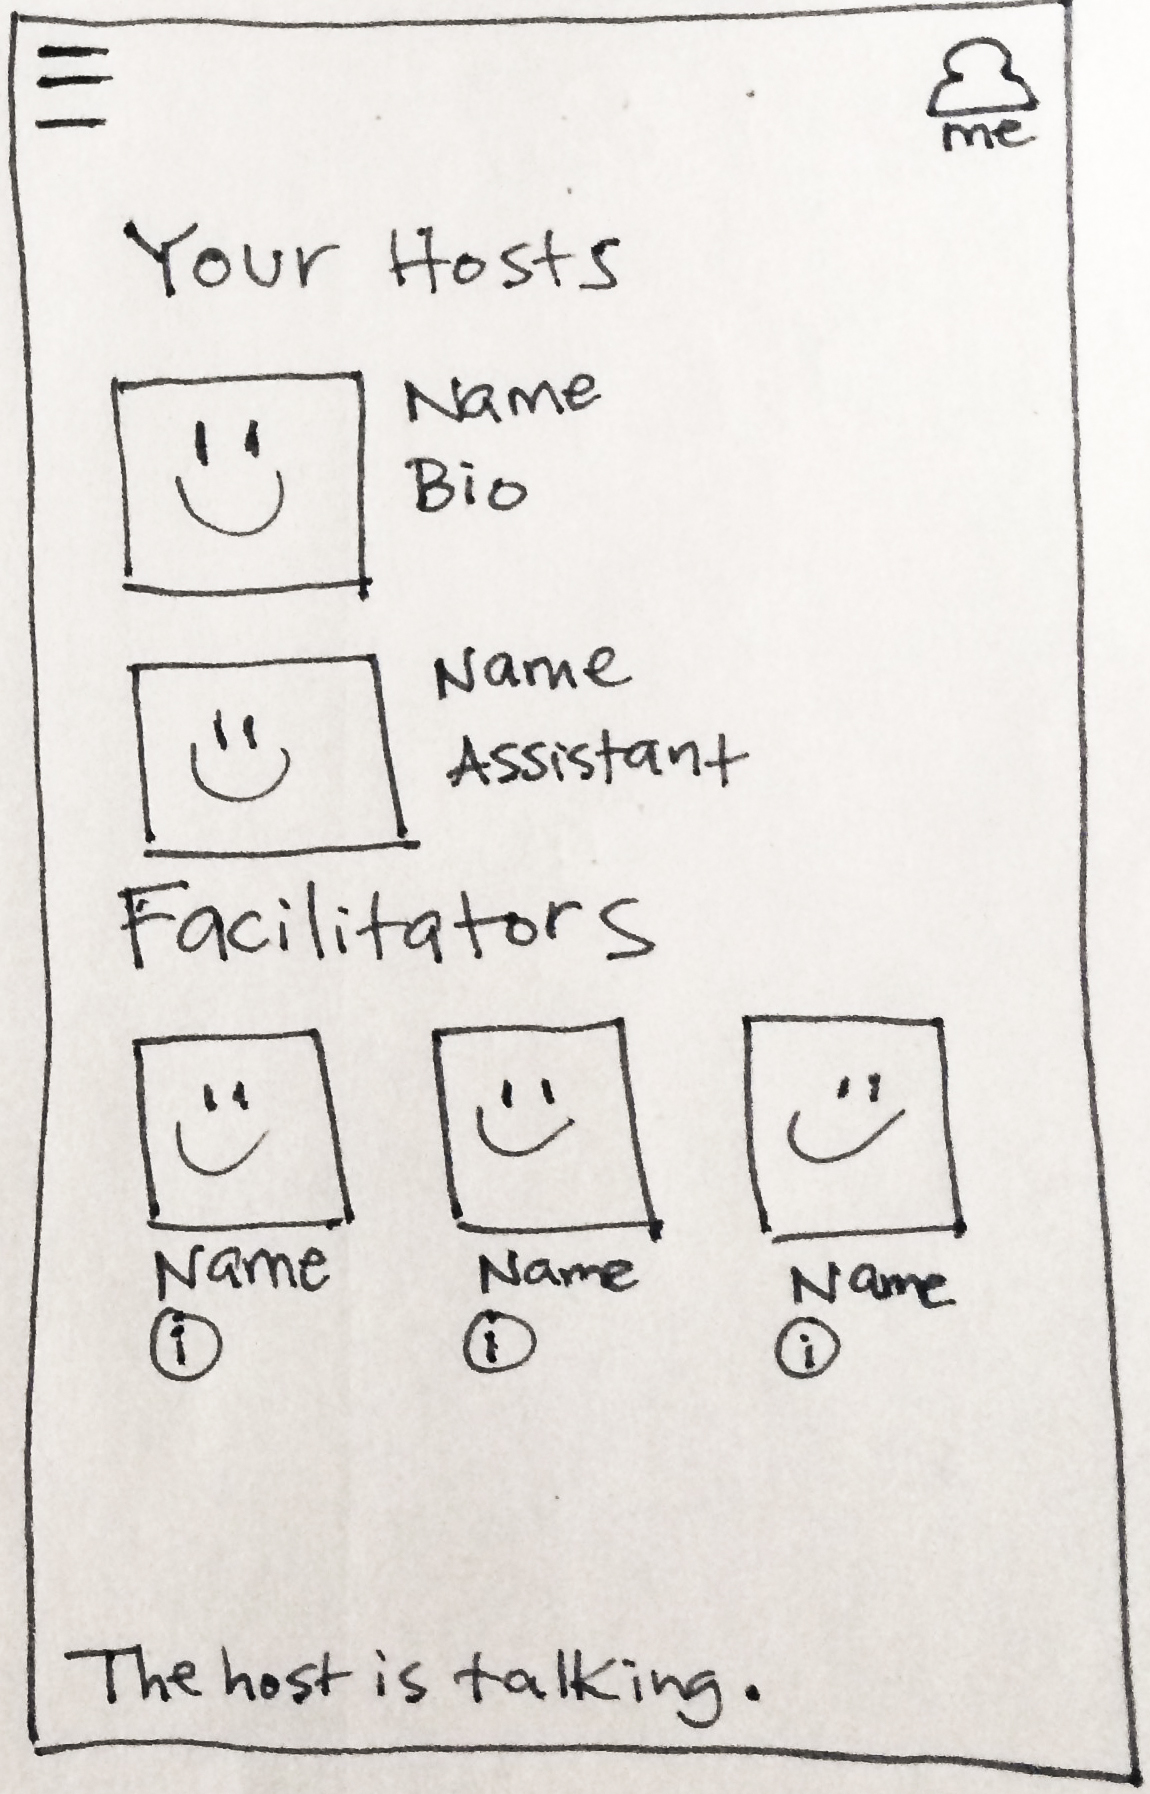 me
Your Hosts
Name
Bio
Name
Assistant
Facilitators
Name Name Name
i i i
The host is talking.